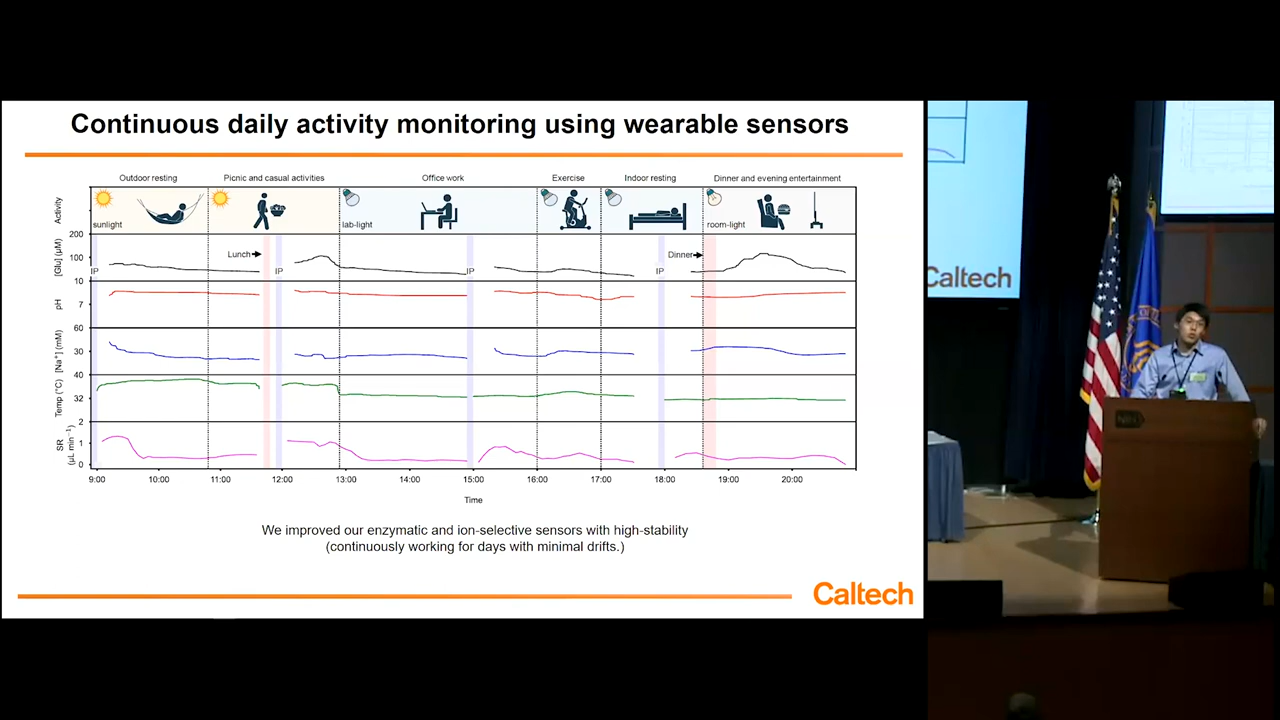 Continuous daily activity monitoring using wearable sensors
Outdoor resting
Picnic and casual activities
Office work
Exercise
Indoor resting
Dinner and evening entertainment
Activity
sunlight
lab-light
room-light
200
[Glu] (μM)
100
Lunch
Dinner
IP
IP
IP
IP
10
pH
7
60
[Na⁺] (mM)
30
40
Temp (°C)
32
2
SR
(μL min⁻¹)
1
0
9:00
10:00
11:00
12:00
13:00
14:00
15:00
16:00
17:00
18:00
19:00
20:00
Time
We improved our enzymatic and ion-selective sensors with high-stability
(continuously working for days with minimal drifts.)
Caltech
Caltech
NIH